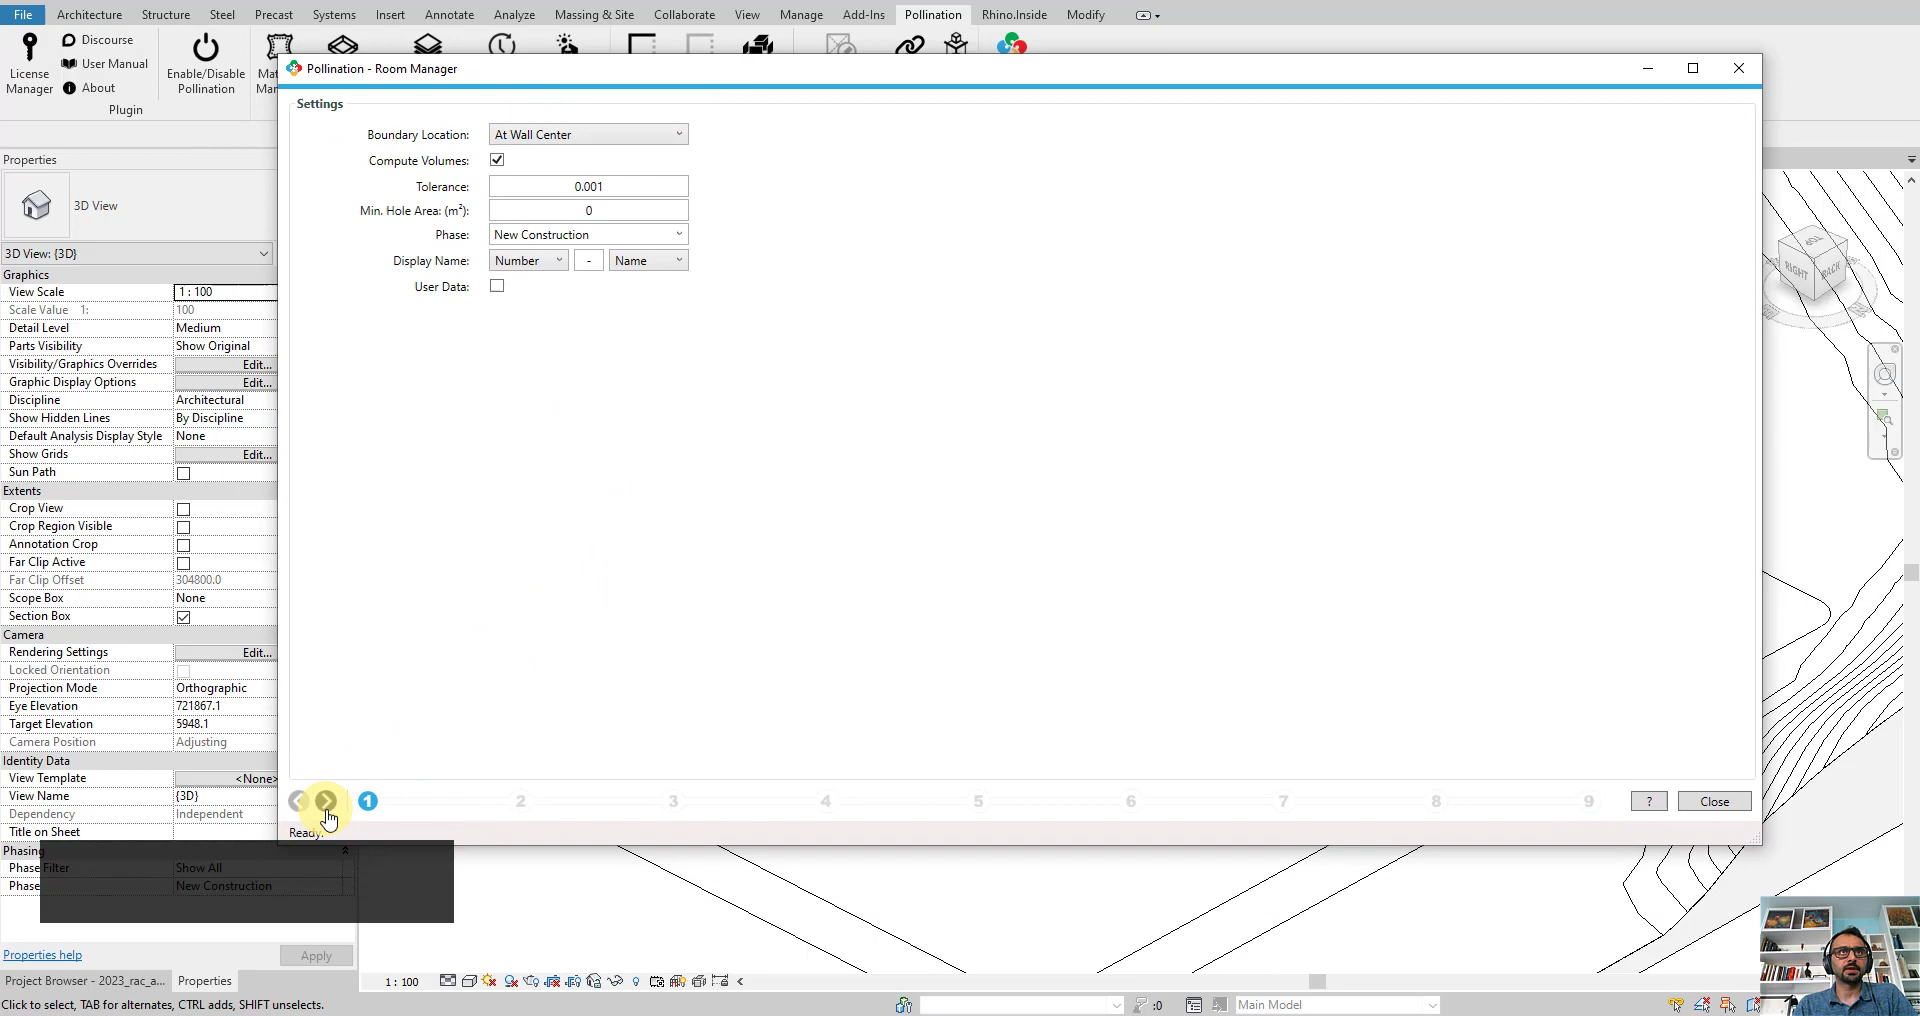 File
Architecture
Structure
Steel
Precast
Systems
Insert
Annotate
Analyze
Massing & Site
Collaborate
View
Manage
Add-Ins
Pollination
Rhino.Inside
Modify
License
Manager
Discourse
User Manual
About
Plugin
Enable/Disable
Pollination
Pollination - Room Manager
Settings
Boundary Location: At Wall Center
Compute Volumes:
Tolerance: 0.001
Min. Hole Area: (m²): 0
Phase: New Construction
Display Name: Number - Name
User Data:
1 2 3 4 5 6 7 8 9
? Close
Ready.
Properties
3D View
3D View: {3D}
Graphics
View Scale 1 : 100
Scale Value 1: 100
Detail Level Medium
Parts Visibility Show Original
Visibility/Graphics Overrides Edit...
Graphic Display Options Edit...
Discipline Architectural
Show Hidden Lines By Discipline
Default Analysis Display Style None
Show Grids Edit...
Sun Path
Extents
Crop View
Crop Region Visible
Annotation Crop
Far Clip Active
Far Clip Offset 304800.0
Scope Box None
Section Box
Camera
Rendering Settings Edit...
Locked Orientation
Projection Mode Orthographic
Eye Elevation 721867.1
Target Elevation 5948.1
Camera Position Adjusting
Identity Data
View Template <None>
View Name {3D}
Dependency Independent
Title on Sheet
Phasing
Phase Filter Show All
Phase New Construction
Properties help
Apply
Project Browser - 2023_rac_a...
Properties
1 : 100
Click to select, TAB for alternates, CTRL adds, SHIFT unselects.
:0
Main Model
TOP
RIGHT
BACK